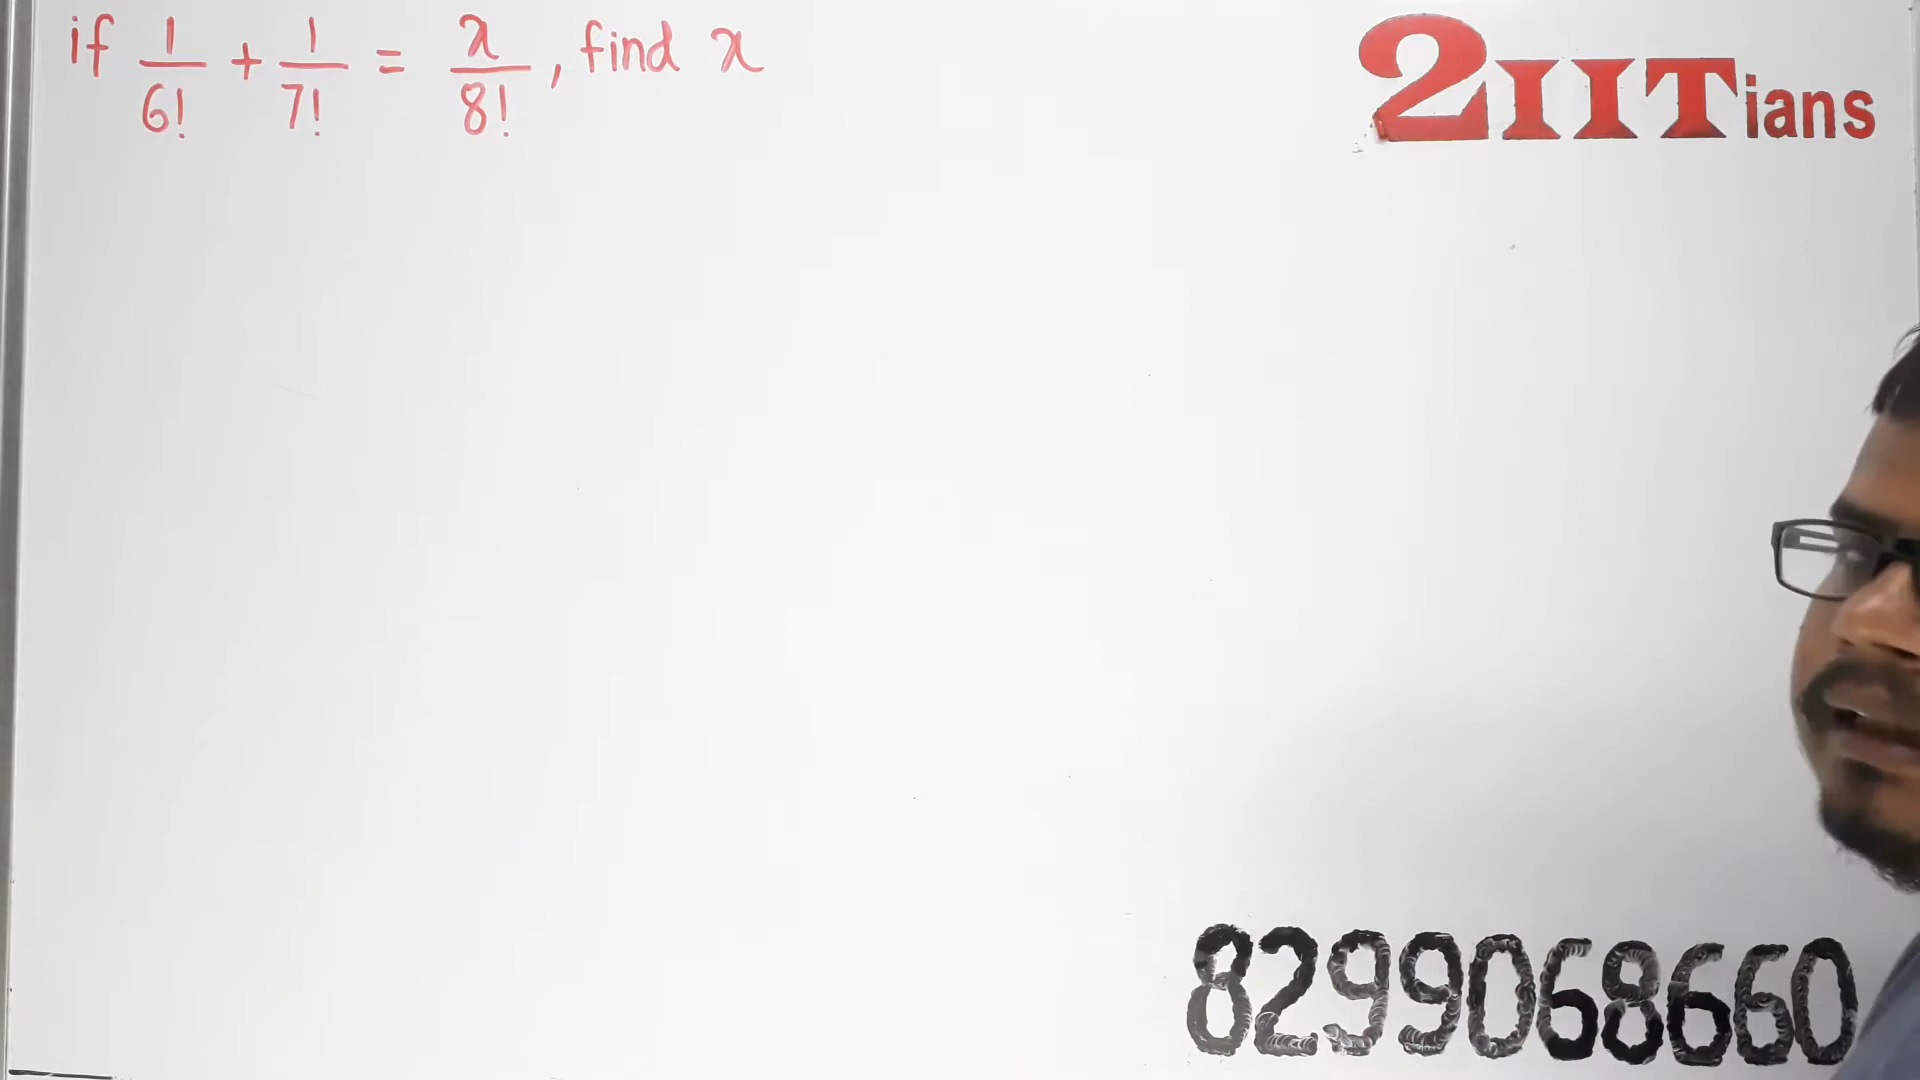 if 1/6! + 1/7! = x/8! , find x
2IITians
8299068660